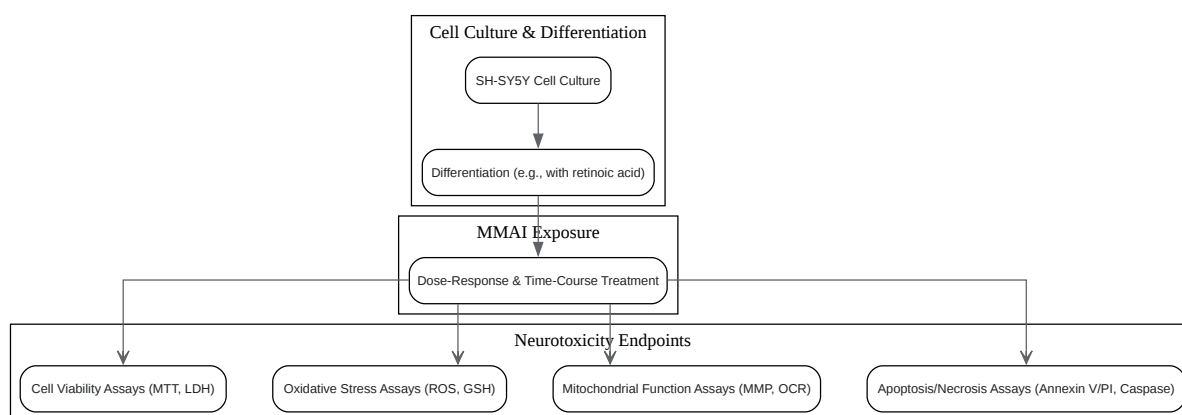 Cell Culture & Differentiation
SH-SY5Y Cell Culture
Differentiation (e.g., with retinoic acid)
MMAI Exposure
Dose-Response & Time-Course Treatment
Neurotoxicity Endpoints
Cell Viability Assays (MTT, LDH)
Oxidative Stress Assays (ROS, GSH)
Mitochondrial Function Assays (MMP, OCR)
Apoptosis/Necrosis Assays (Annexin V/PI, Caspase)